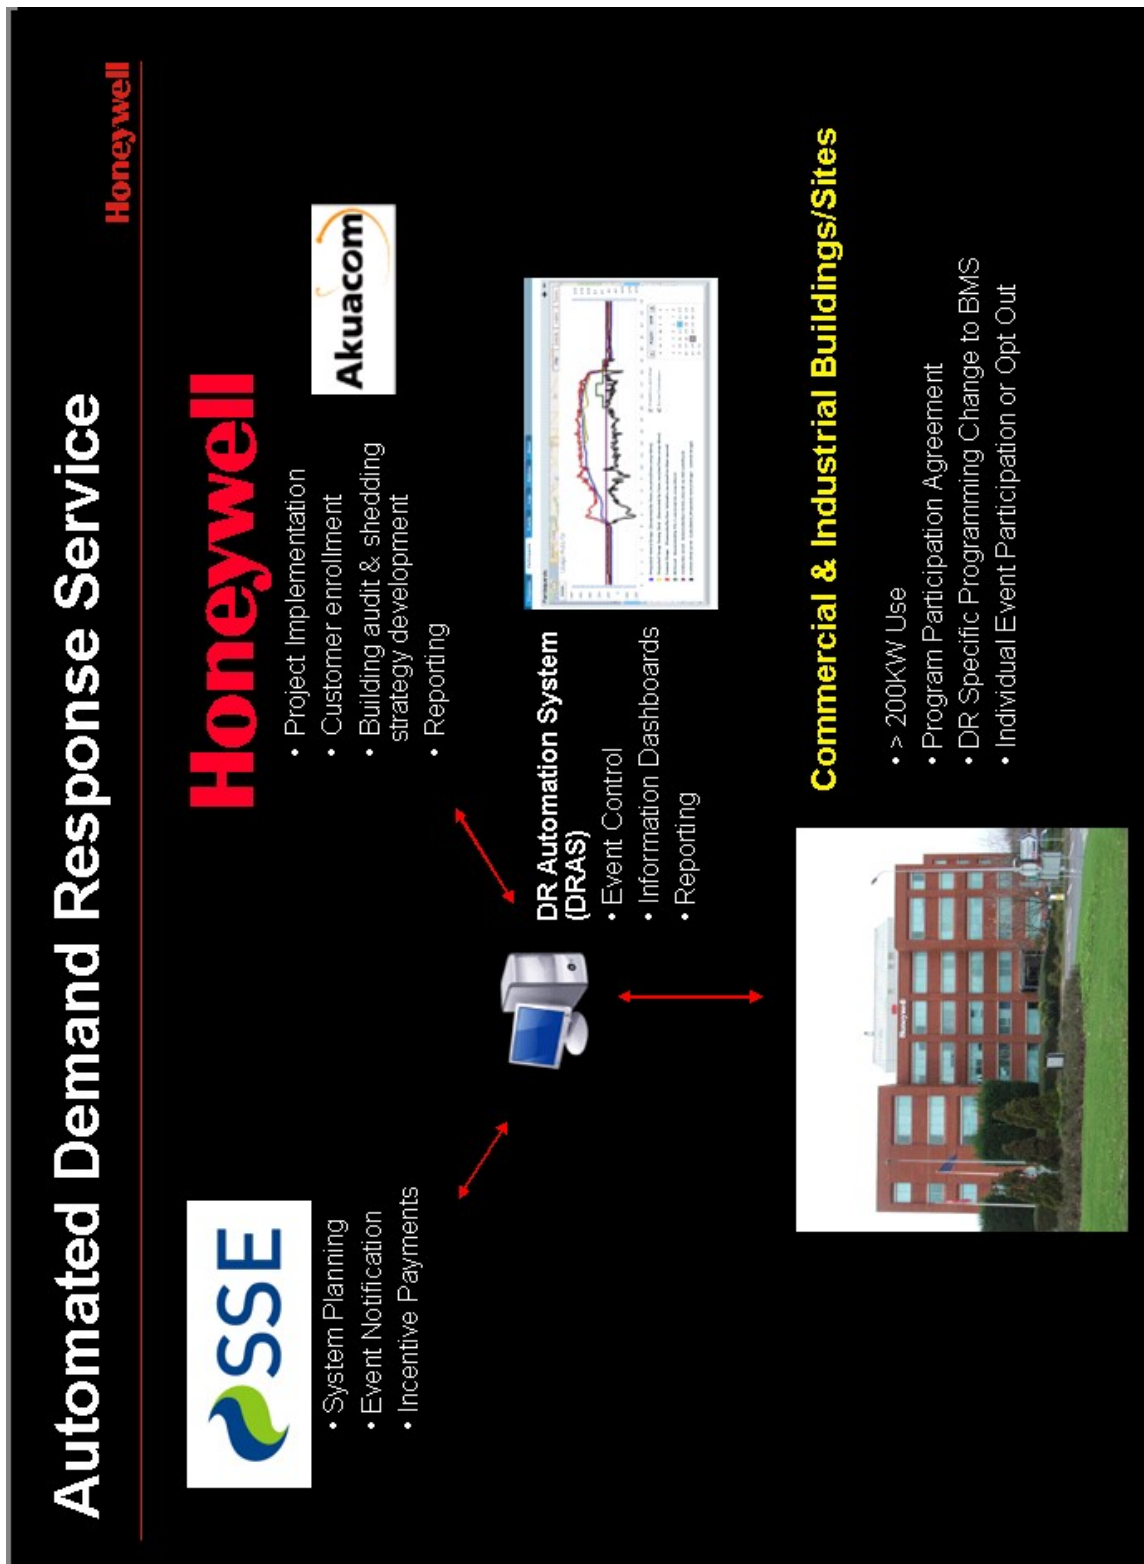 Automated Demand and Response Service
Honeywell
SSE
• System Planning
• Event Notification
• Incentive Payments
Honeywell
• Project Implementation
• Customer enrollment
• Building audit & shedding
strategy development
• Reporting
Akuacom
DR Automation System
(DRAS)
• Event Control
• Information Dashboards
• Reporting
Honeywell
Commercial & Industrial Buildings/Sites
• > 200KW Use
• Program Participation Agreement
• DR Specific Programming Change to BMS
• Individual Event Participation or Opt Out